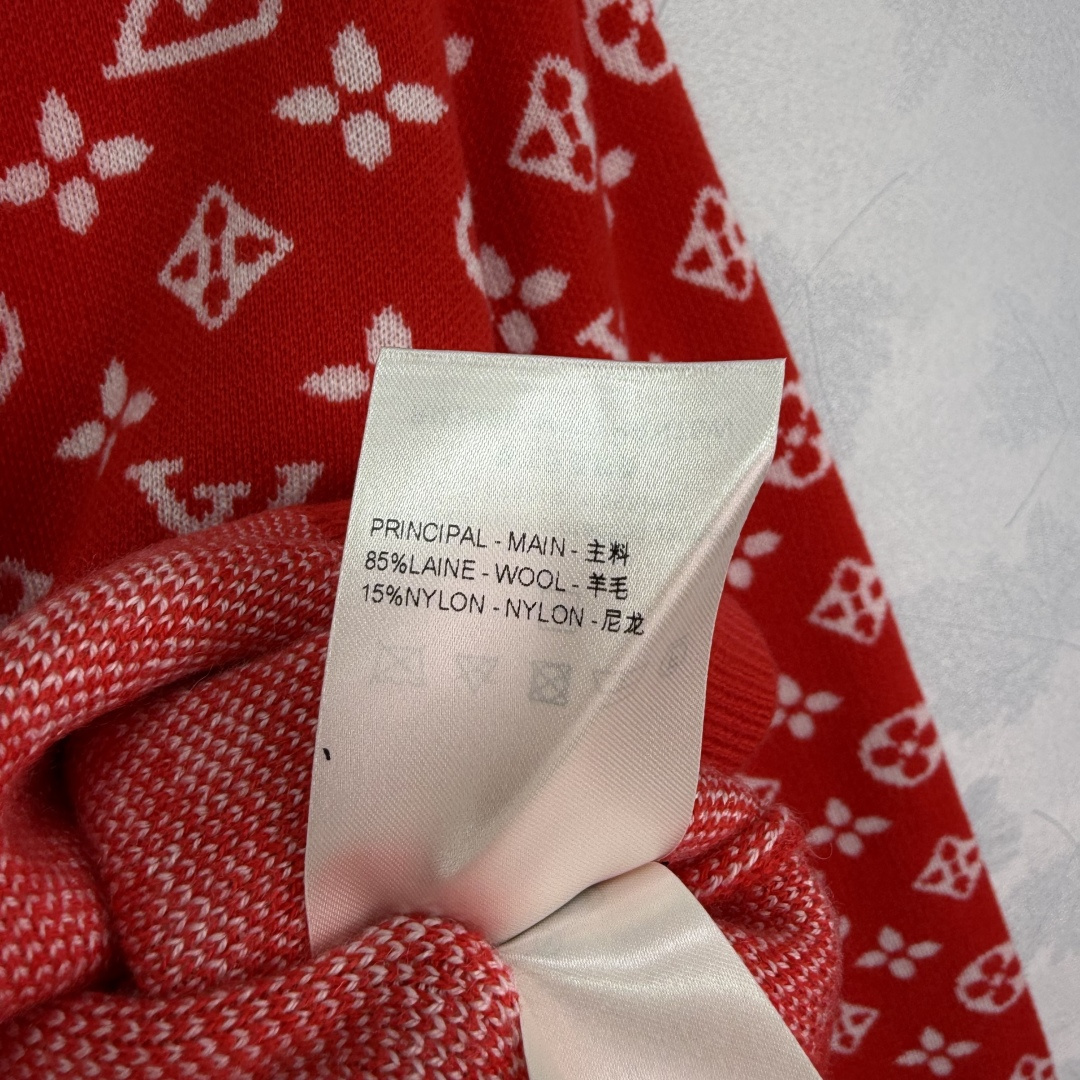 PRINCIPAL - MAIN - 主料
85%LAINE - WOOL - 羊毛
15%NYLON - NYLON - 尼龙